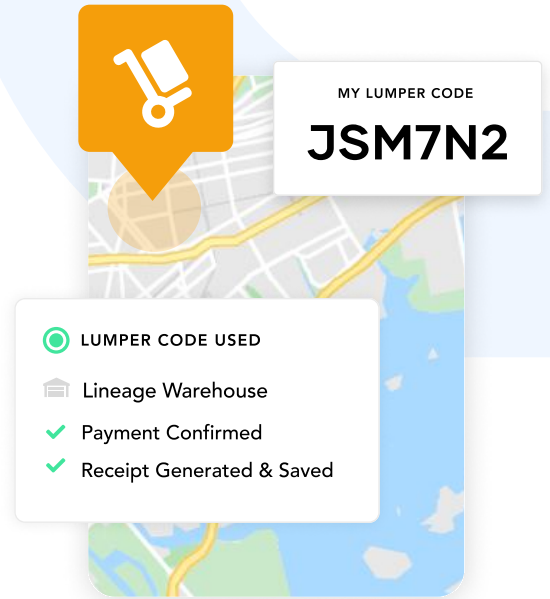 MY LUMPER CODE
JSM7N2
LUMPER CODE USED
Lineage Warehouse
Payment Confirmed
Receipt Generated & Saved